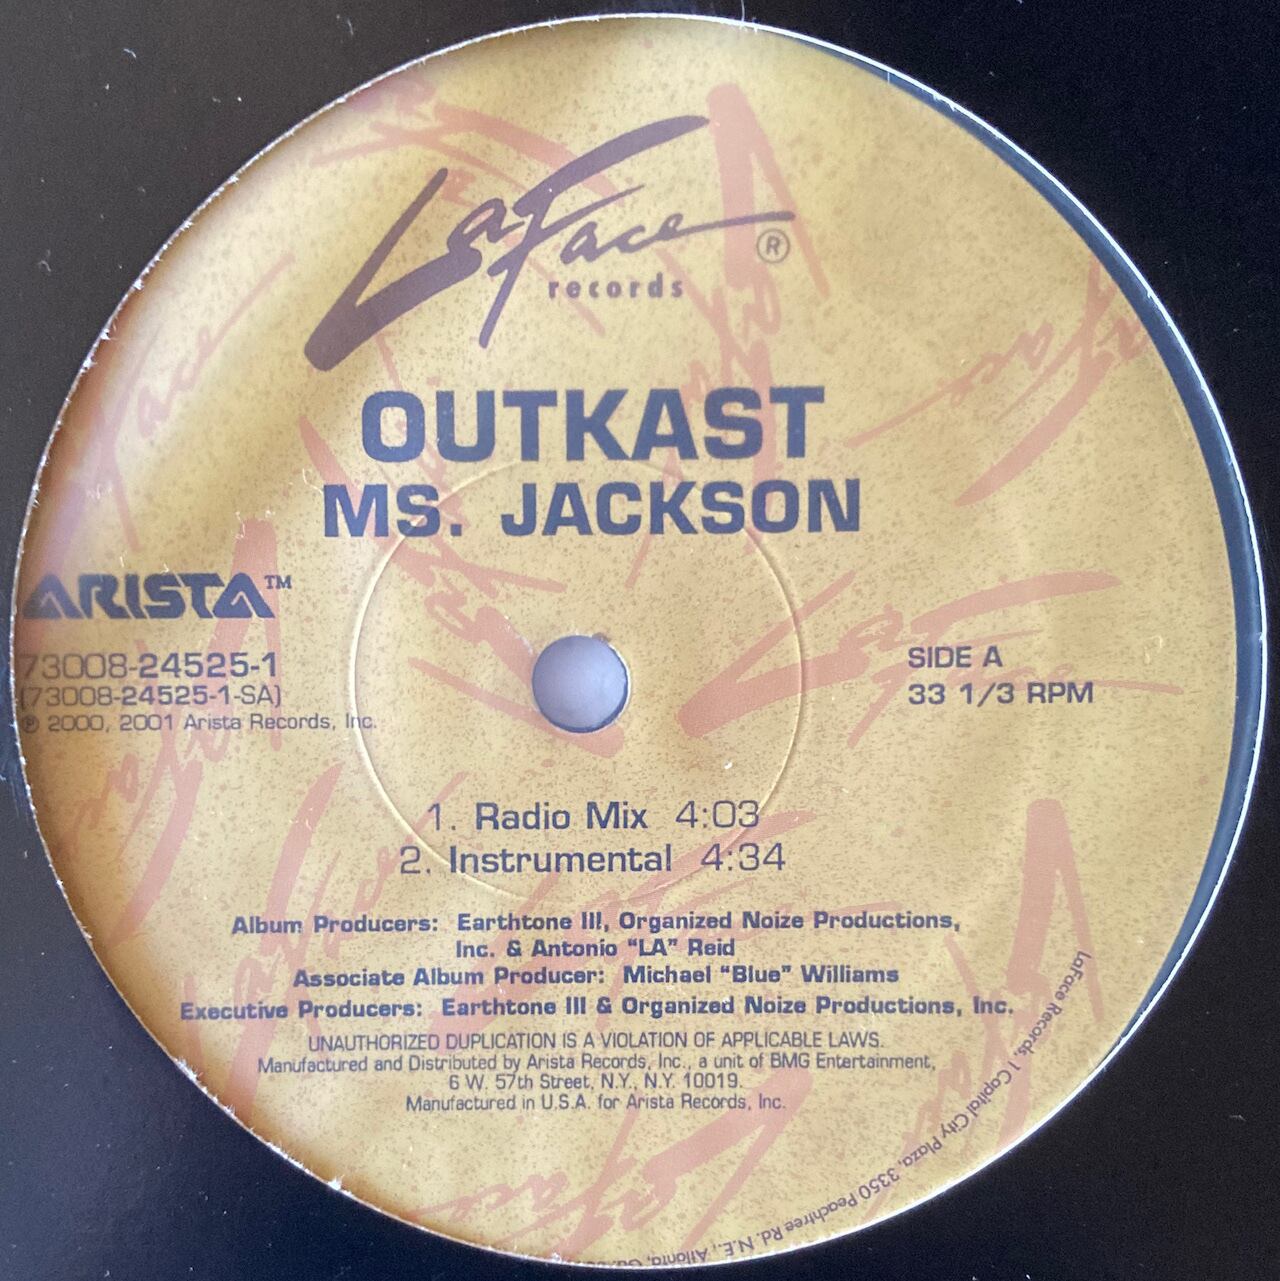 LaFace ®
records
OUTKAST
MS. JACKSON
ARISTA™
73008-24525-1
(73008-24525-1-SA)
℗ 2000, 2001 Arista Records, Inc.
SIDE A
33 1/3 RPM
1. Radio Mix 4:03
2. Instrumental 4:34
Album Producers: Earthtone III, Organized Noize Productions,
Inc. & Antonio "LA" Reid
Associate Album Producer: Michael "Blue" Williams
Executive Producers: Earthtone III & Organized Noize Productions, Inc.
UNAUTHORIZED DUPLICATION IS A VIOLATION OF APPLICABLE LAWS.
Manufactured and Distributed by Arista Records, Inc., a unit of BMG Entertainment,
6 W. 57th Street, N.Y., N.Y. 10019.
Manufactured in U.S.A. for Arista Records, Inc.
LaFace Records, 1 Capital City Plaza, 3350 Peachtree Rd. N.E., Atlanta,